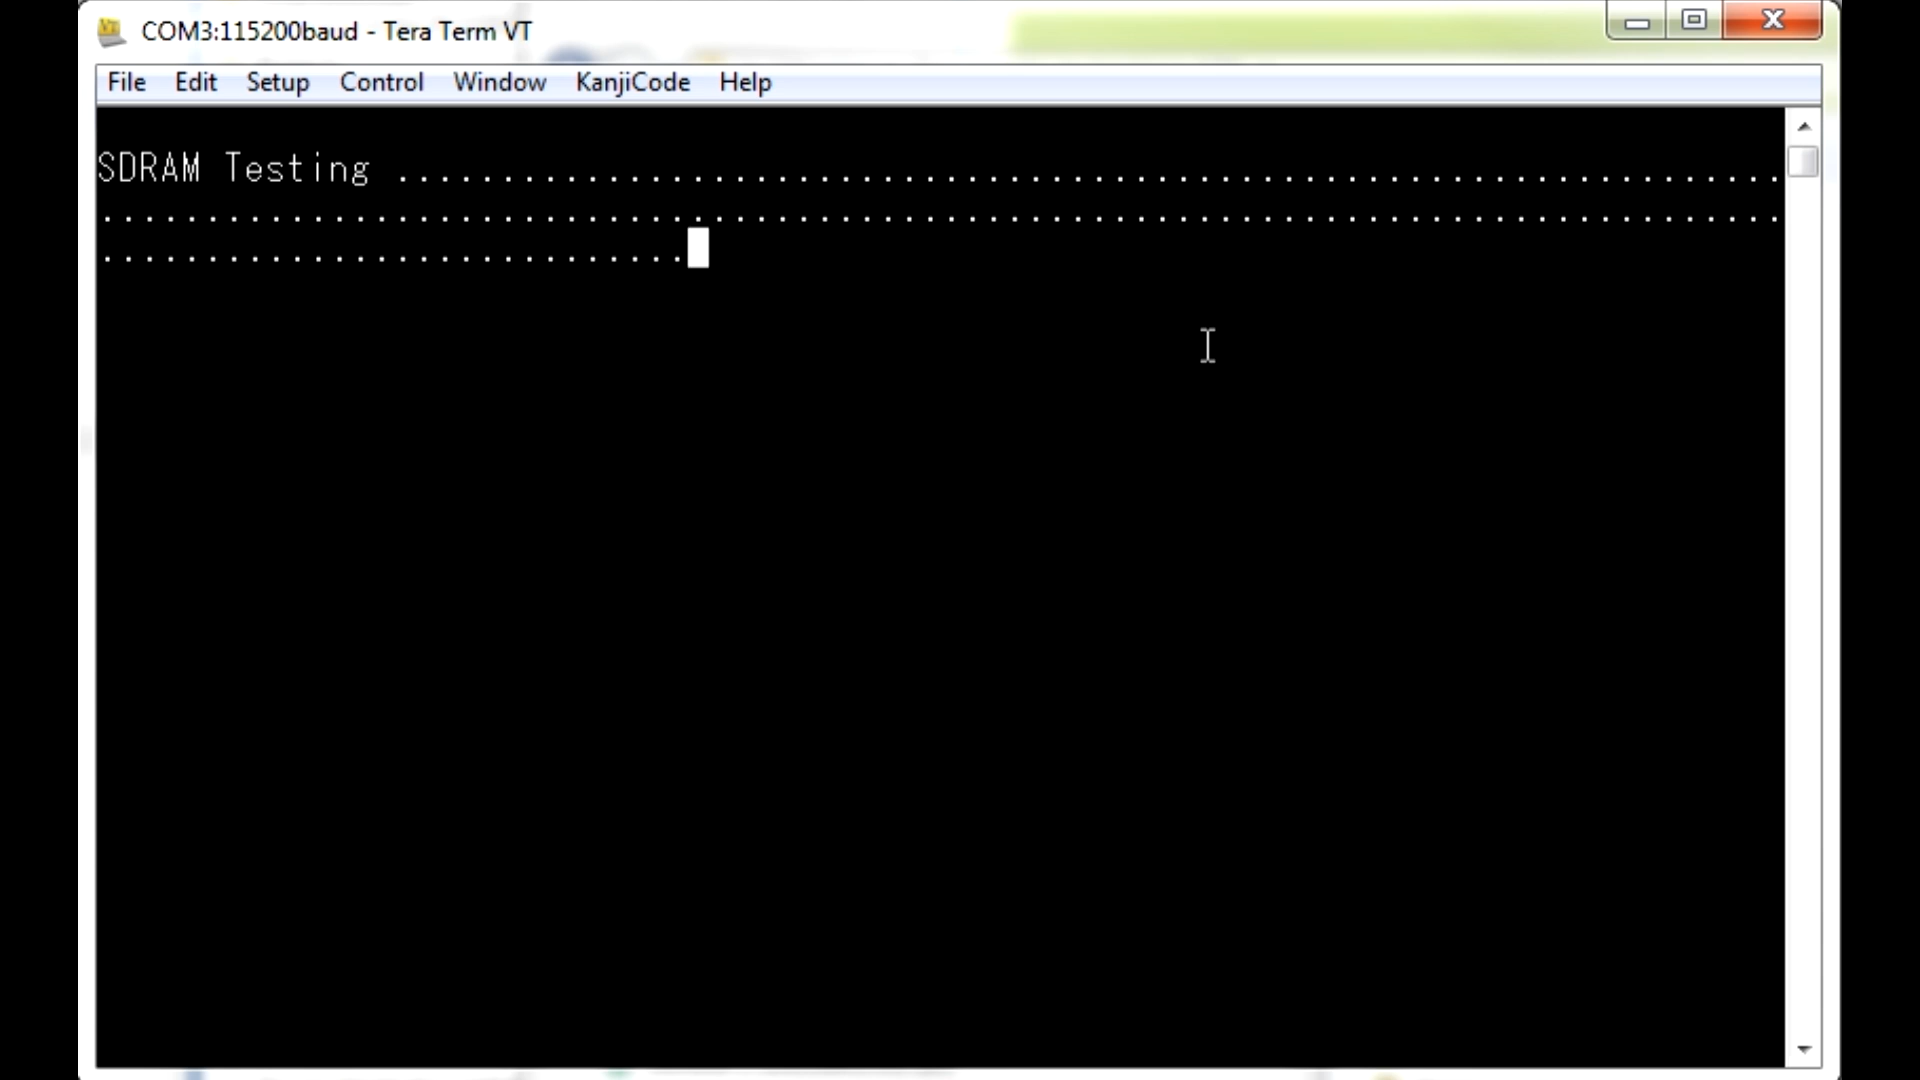 COM3:115200baud - Tera Term VT
File Edit Setup Control Window KanjiCode Help
SDRAM Testing ..................................................................
................................................................................
............................